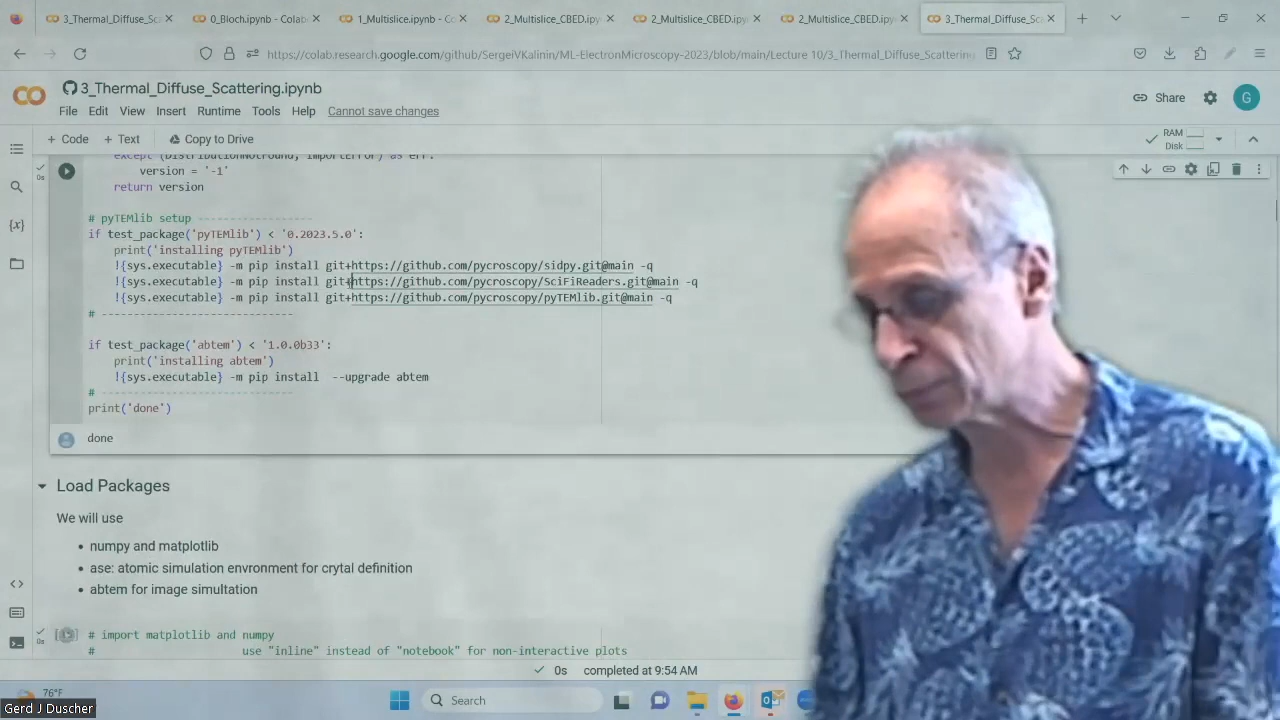 3_Thermal_Diffuse_Sca
0_Bloch.ipynb - Colab
1_Multislice.ipynb - Co
2_Multislice_CBED.ipy
2_Multislice_CBED.ipy
2_Multislice_CBED.ipy
3_Thermal_Diffuse_Sc
https://colab.research.google.com/github/SergeiVKalinin/ML-ElectronMicroscopy-2023/blob/main/Lecture 10/3_Thermal_Diffuse_Scattering
3_Thermal_Diffuse_Scattering.ipynb
File Edit View Insert Runtime Tools Help Cannot save changes
Share
G
+ Code + Text Copy to Drive
RAM
Disk
except (DistributionNotFound, ImportError) as err:
version = '-1'
return version
# pyTEMlib setup ------------------
if test_package('pyTEMlib') < '0.2023.5.0':
print('installing pyTEMlib')
!{sys.executable} -m pip install git+https://github.com/pycroscopy/sidpy.git@main -q
!{sys.executable} -m pip install git+https://github.com/pycroscopy/SciFiReaders.git@main -q
!{sys.executable} -m pip install git+https://github.com/pycroscopy/pyTEMlib.git@main -q
# ------------------------------
if test_package('abtem') < '1.0.0b33':
print('installing abtem')
!{sys.executable} -m pip install --upgrade abtem
# ------------------------------
print('done')
done
Load Packages
We will use
• numpy and matplotlib
• ase: atomic simulation envronment for crytal definition
• abtem for image simultation
# import matplotlib and numpy
# use "inline" instead of "notebook" for non-interactive plots
0s completed at 9:54 AM
76°F
Search
Gerd J Duscher